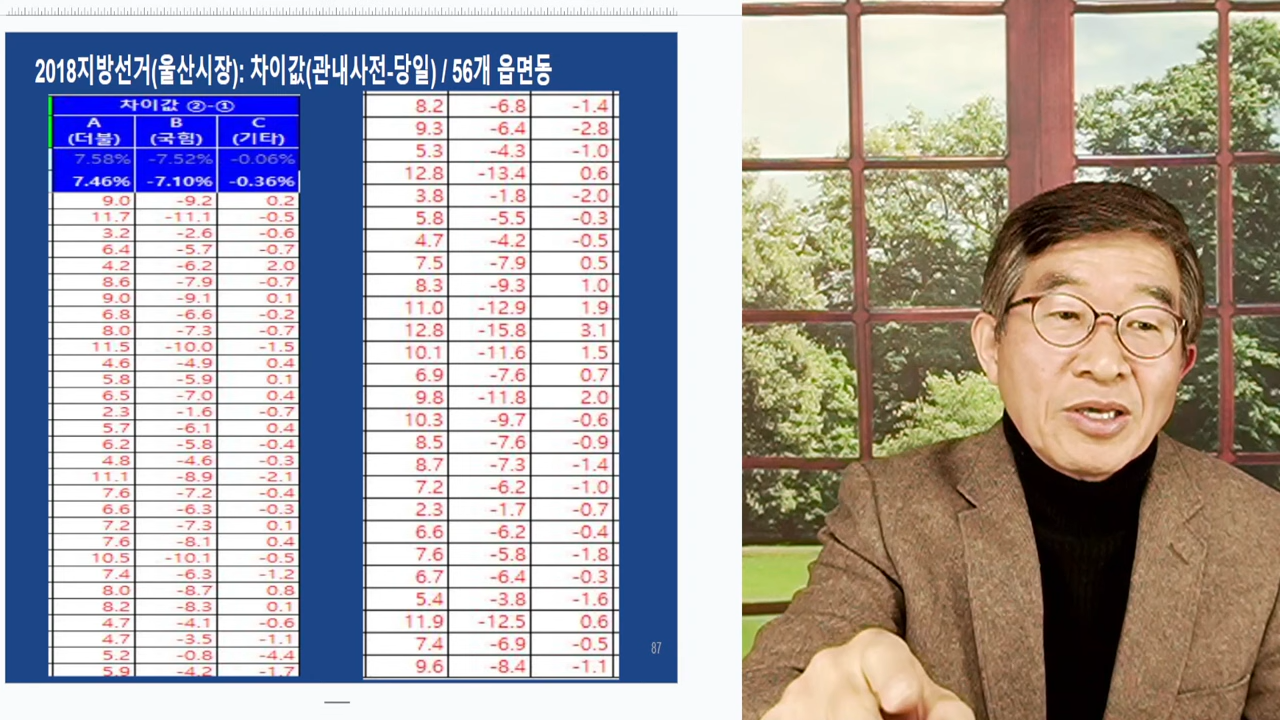 2018지방선거(울산시장): 차이값(관내사전-당일) / 56개 읍면동
차이값 ②-①
A B C
(더불) (국힘) (기타)
7.58% -7.52% -0.06%
7.46% -7.10% -0.36%
9.0 -9.2 0.2
11.7 -11.1 -0.5
3.2 -2.6 -0.6
6.4 -5.7 -0.7
4.2 -6.2 2.0
8.6 -7.9 -0.7
9.0 -9.1 0.1
6.8 -6.6 -0.2
8.0 -7.3 -0.7
11.5 -10.0 -1.5
4.6 -4.9 0.4
5.8 -5.9 0.1
6.5 -7.0 0.4
2.3 -1.6 -0.7
5.7 -6.1 0.4
6.2 -5.8 -0.4
4.8 -4.6 -0.3
11.1 -8.9 -2.1
7.6 -7.2 -0.4
6.6 -6.3 -0.3
7.2 -7.3 0.1
7.6 -8.1 0.4
10.5 -10.1 -0.5
7.4 -6.3 -1.2
8.0 -8.7 0.8
8.2 -8.3 0.1
4.7 -4.1 -0.6
4.7 -3.5 -1.1
5.2 -0.8 -4.4
5.9 -4.2 -1.7
8.2 -6.8 -1.4
9.3 -6.4 -2.8
5.3 -4.3 -1.0
12.8 -13.4 0.6
3.8 -1.8 -2.0
5.8 -5.5 -0.3
4.7 -4.2 -0.5
7.5 -7.9 0.5
8.3 -9.3 1.0
11.0 -12.9 1.9
12.8 -15.8 3.1
10.1 -11.6 1.5
6.9 -7.6 0.7
9.8 -11.8 2.0
10.3 -9.7 -0.6
8.5 -7.6 -0.9
8.7 -7.3 -1.4
7.2 -6.2 -1.0
2.3 -1.7 -0.7
6.6 -6.2 -0.4
7.6 -5.8 -1.8
6.7 -6.4 -0.3
5.4 -3.8 -1.6
11.9 -12.5 0.6
7.4 -6.9 -0.5
9.6 -8.4 -1.1
87